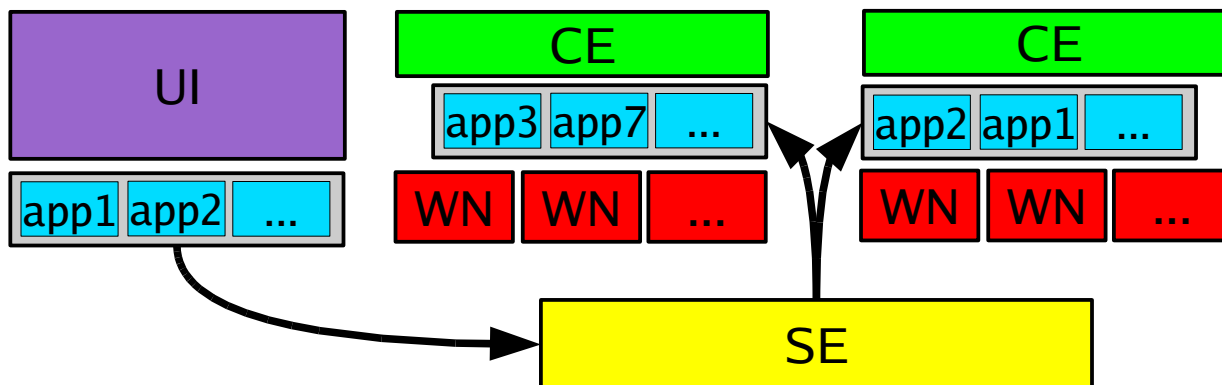 UI
app1 app2 ...
CE
app3 app7 ...
WN WN ...
CE
app2 app1 ...
WN WN ...
SE